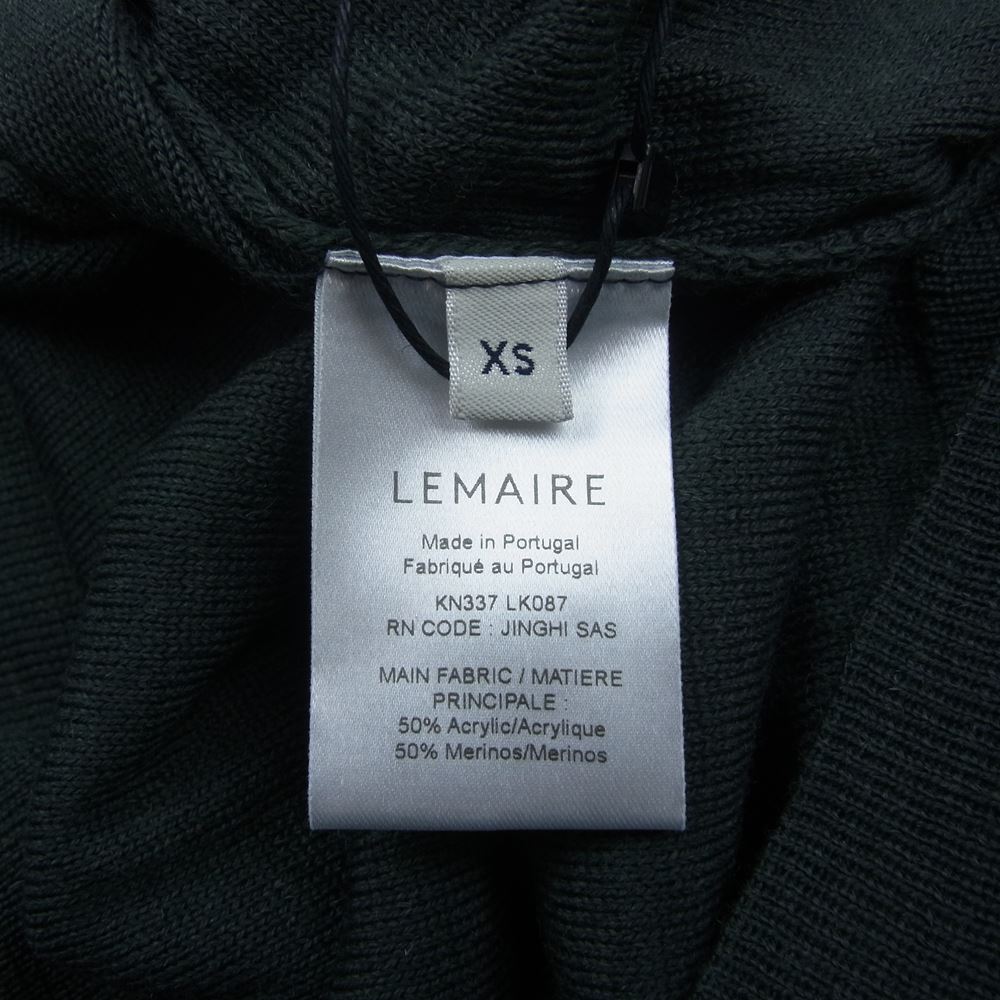 XS
LEMAIRE
Made in Portugal
Fabriqué au Portugal
KN337 LK087
RN CODE : JINGHI SAS
MAIN FABRIC / MATIERE
PRINCIPALE :
50% Acrylic/Acrylique
50% Merinos/Merinos